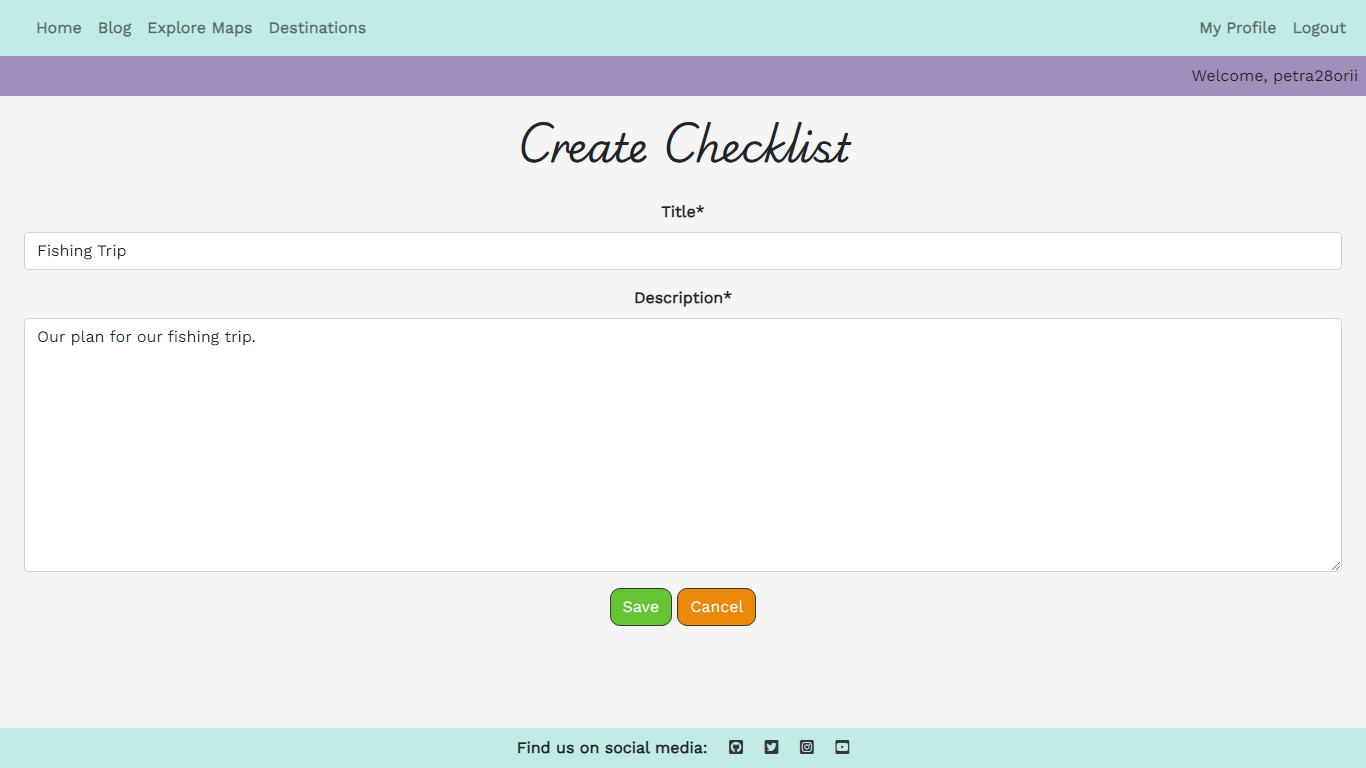 Home Blog Explore Maps Destinations My Profile Logout
Welcome, petra28orii
Create Checklist
Title*
Fishing Trip
Description*
Our plan for our fishing trip.
Save Cancel
Find us on social media: